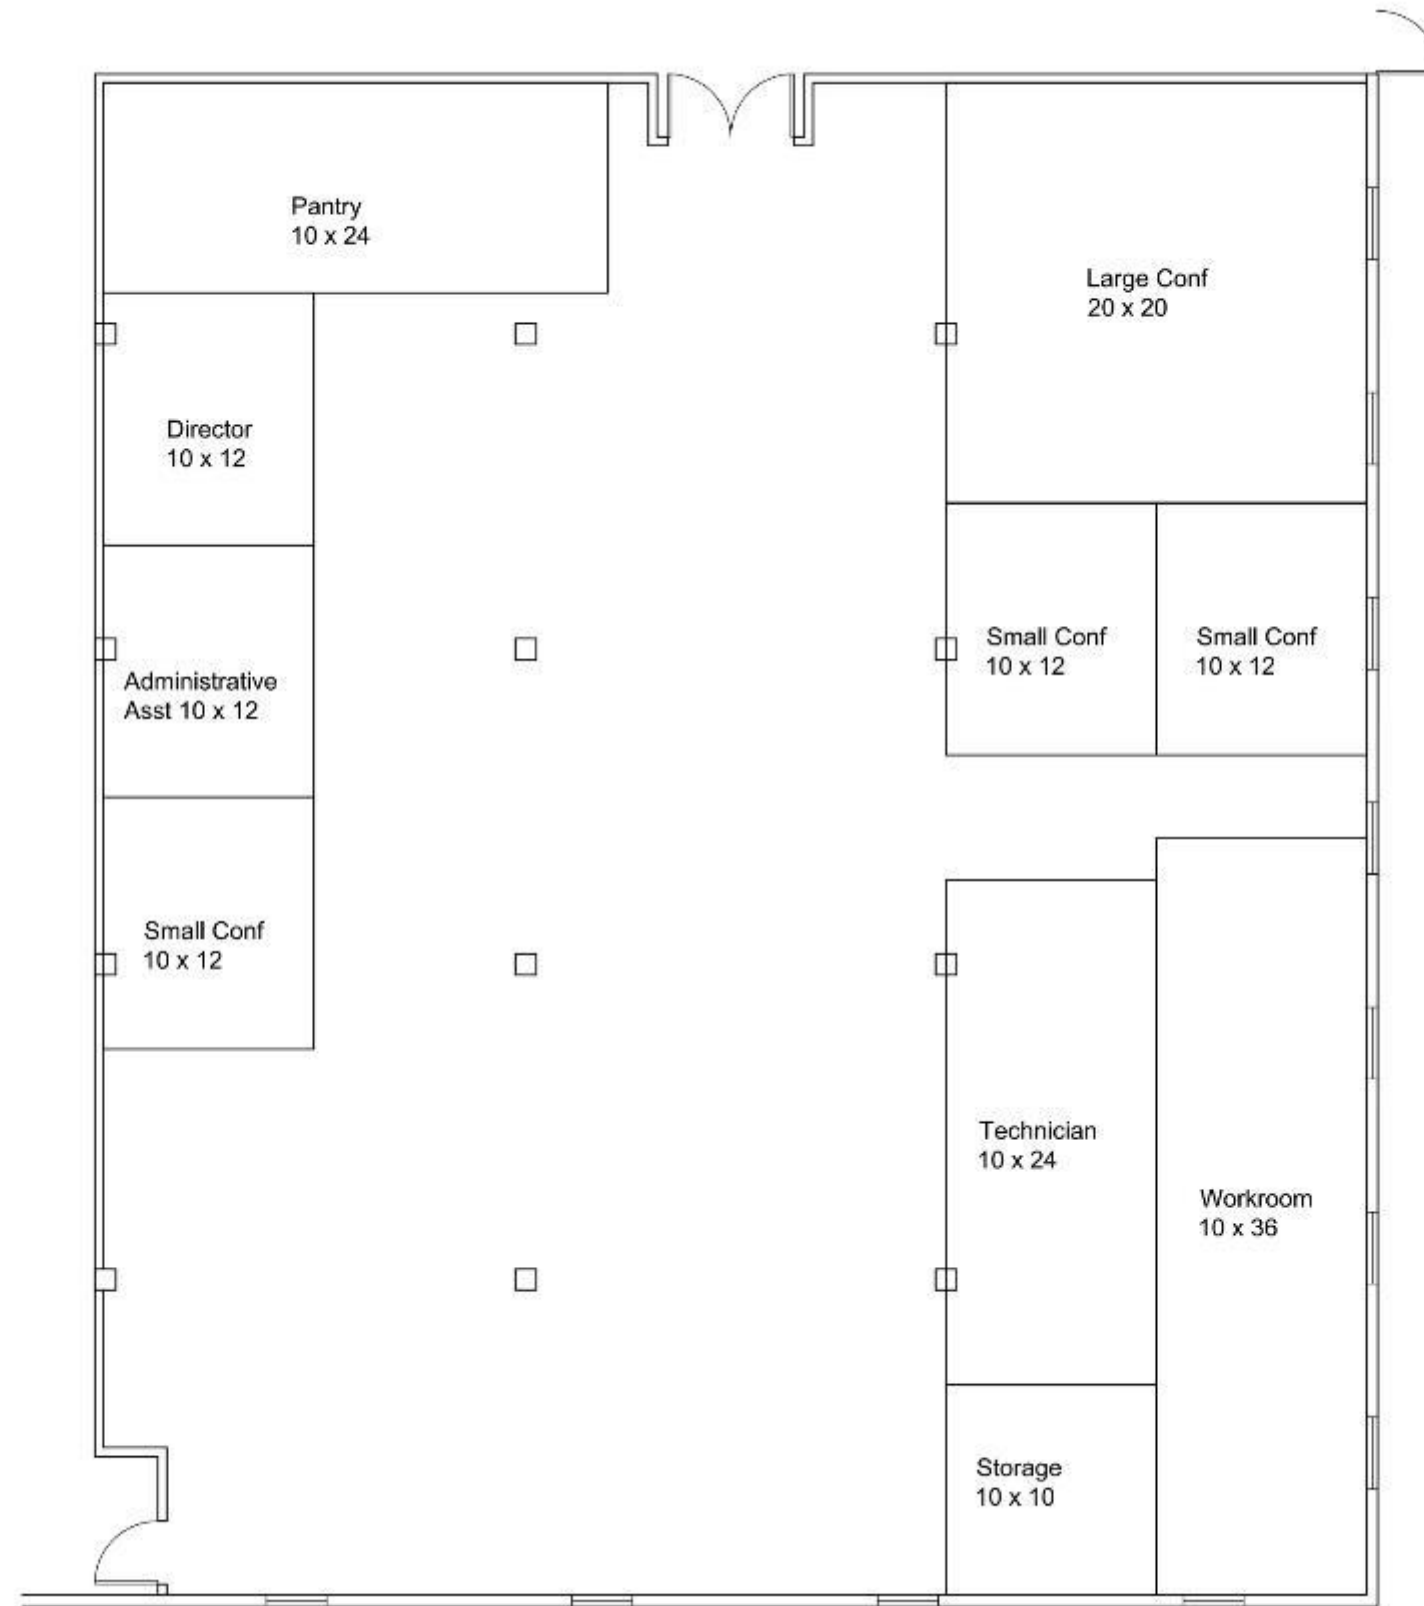 Pantry
10 x 24
Large Conf
20 x 20
Director
10 x 12
Small Conf
10 x 12
Small Conf
10 x 12
Administrative
Asst 10 x 12
Small Conf
10 x 12
Technician
10 x 24
Workroom
10 x 36
Storage
10 x 10